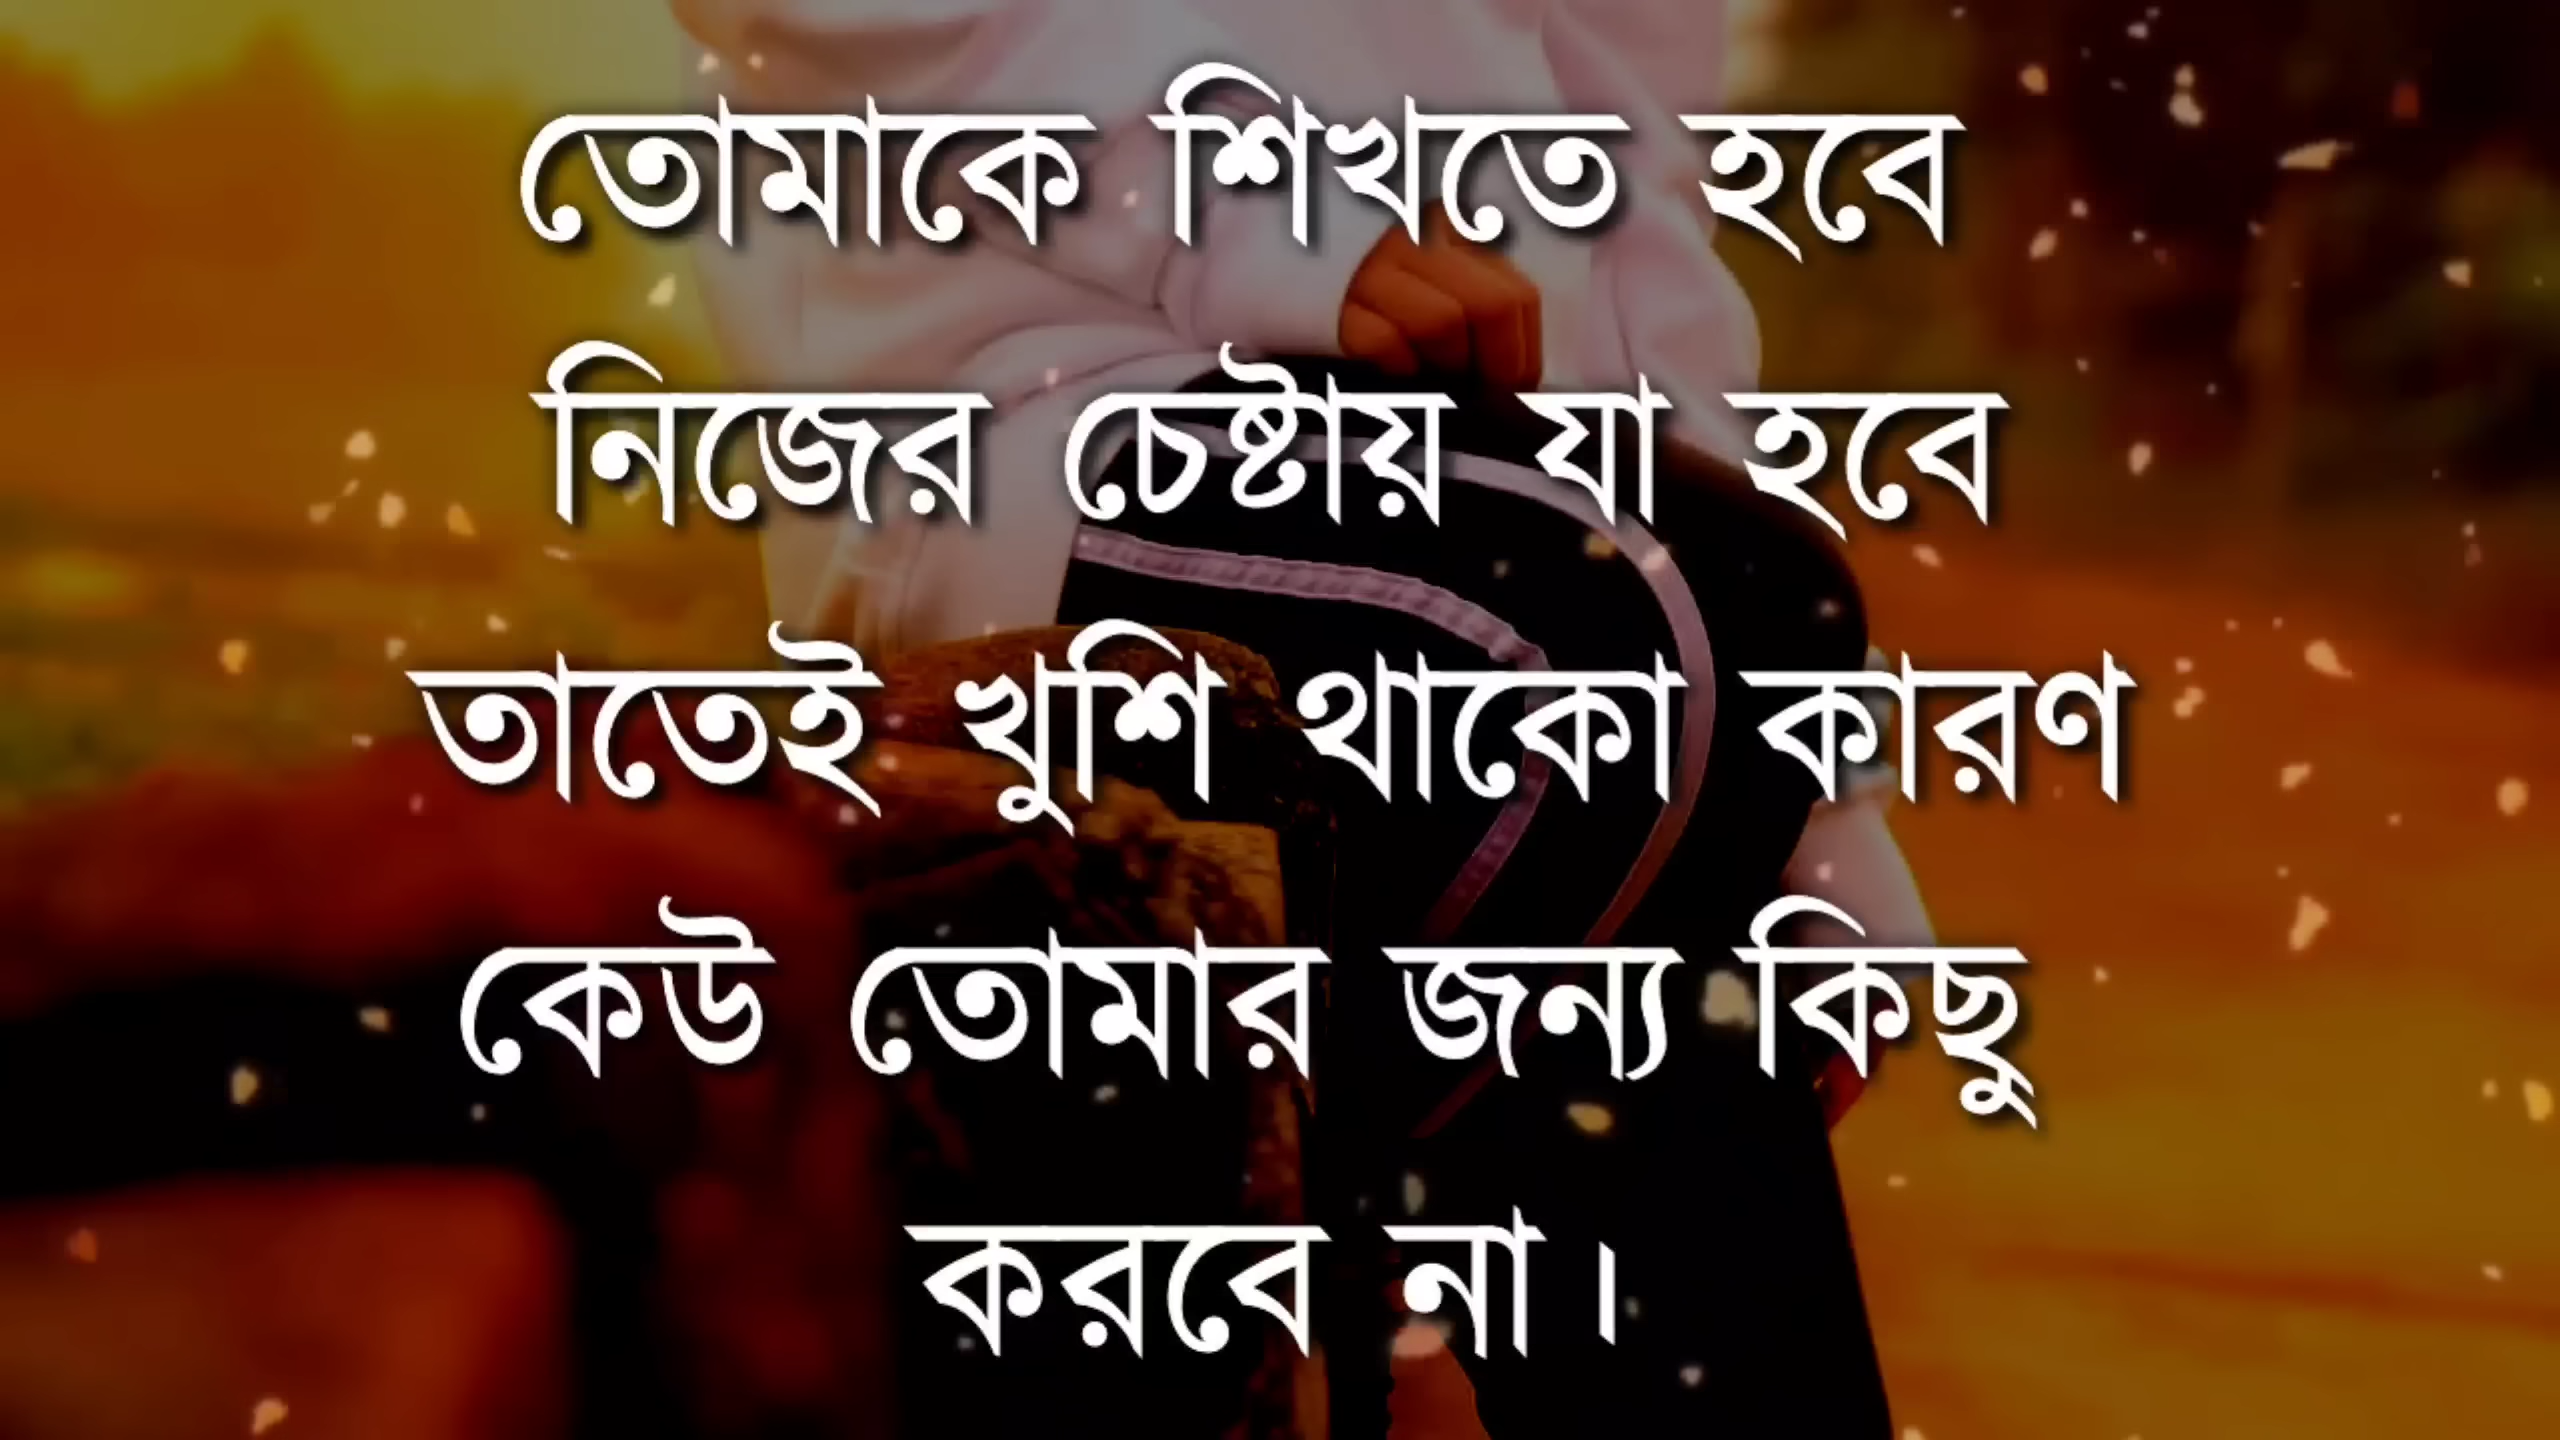 তোমাকে শিখতে হবে
নিজের চেষ্টায় যা হবে
তাতেই খুশি থাকো কারণ
কেউ তোমার জন্য কিছু
করবে না।